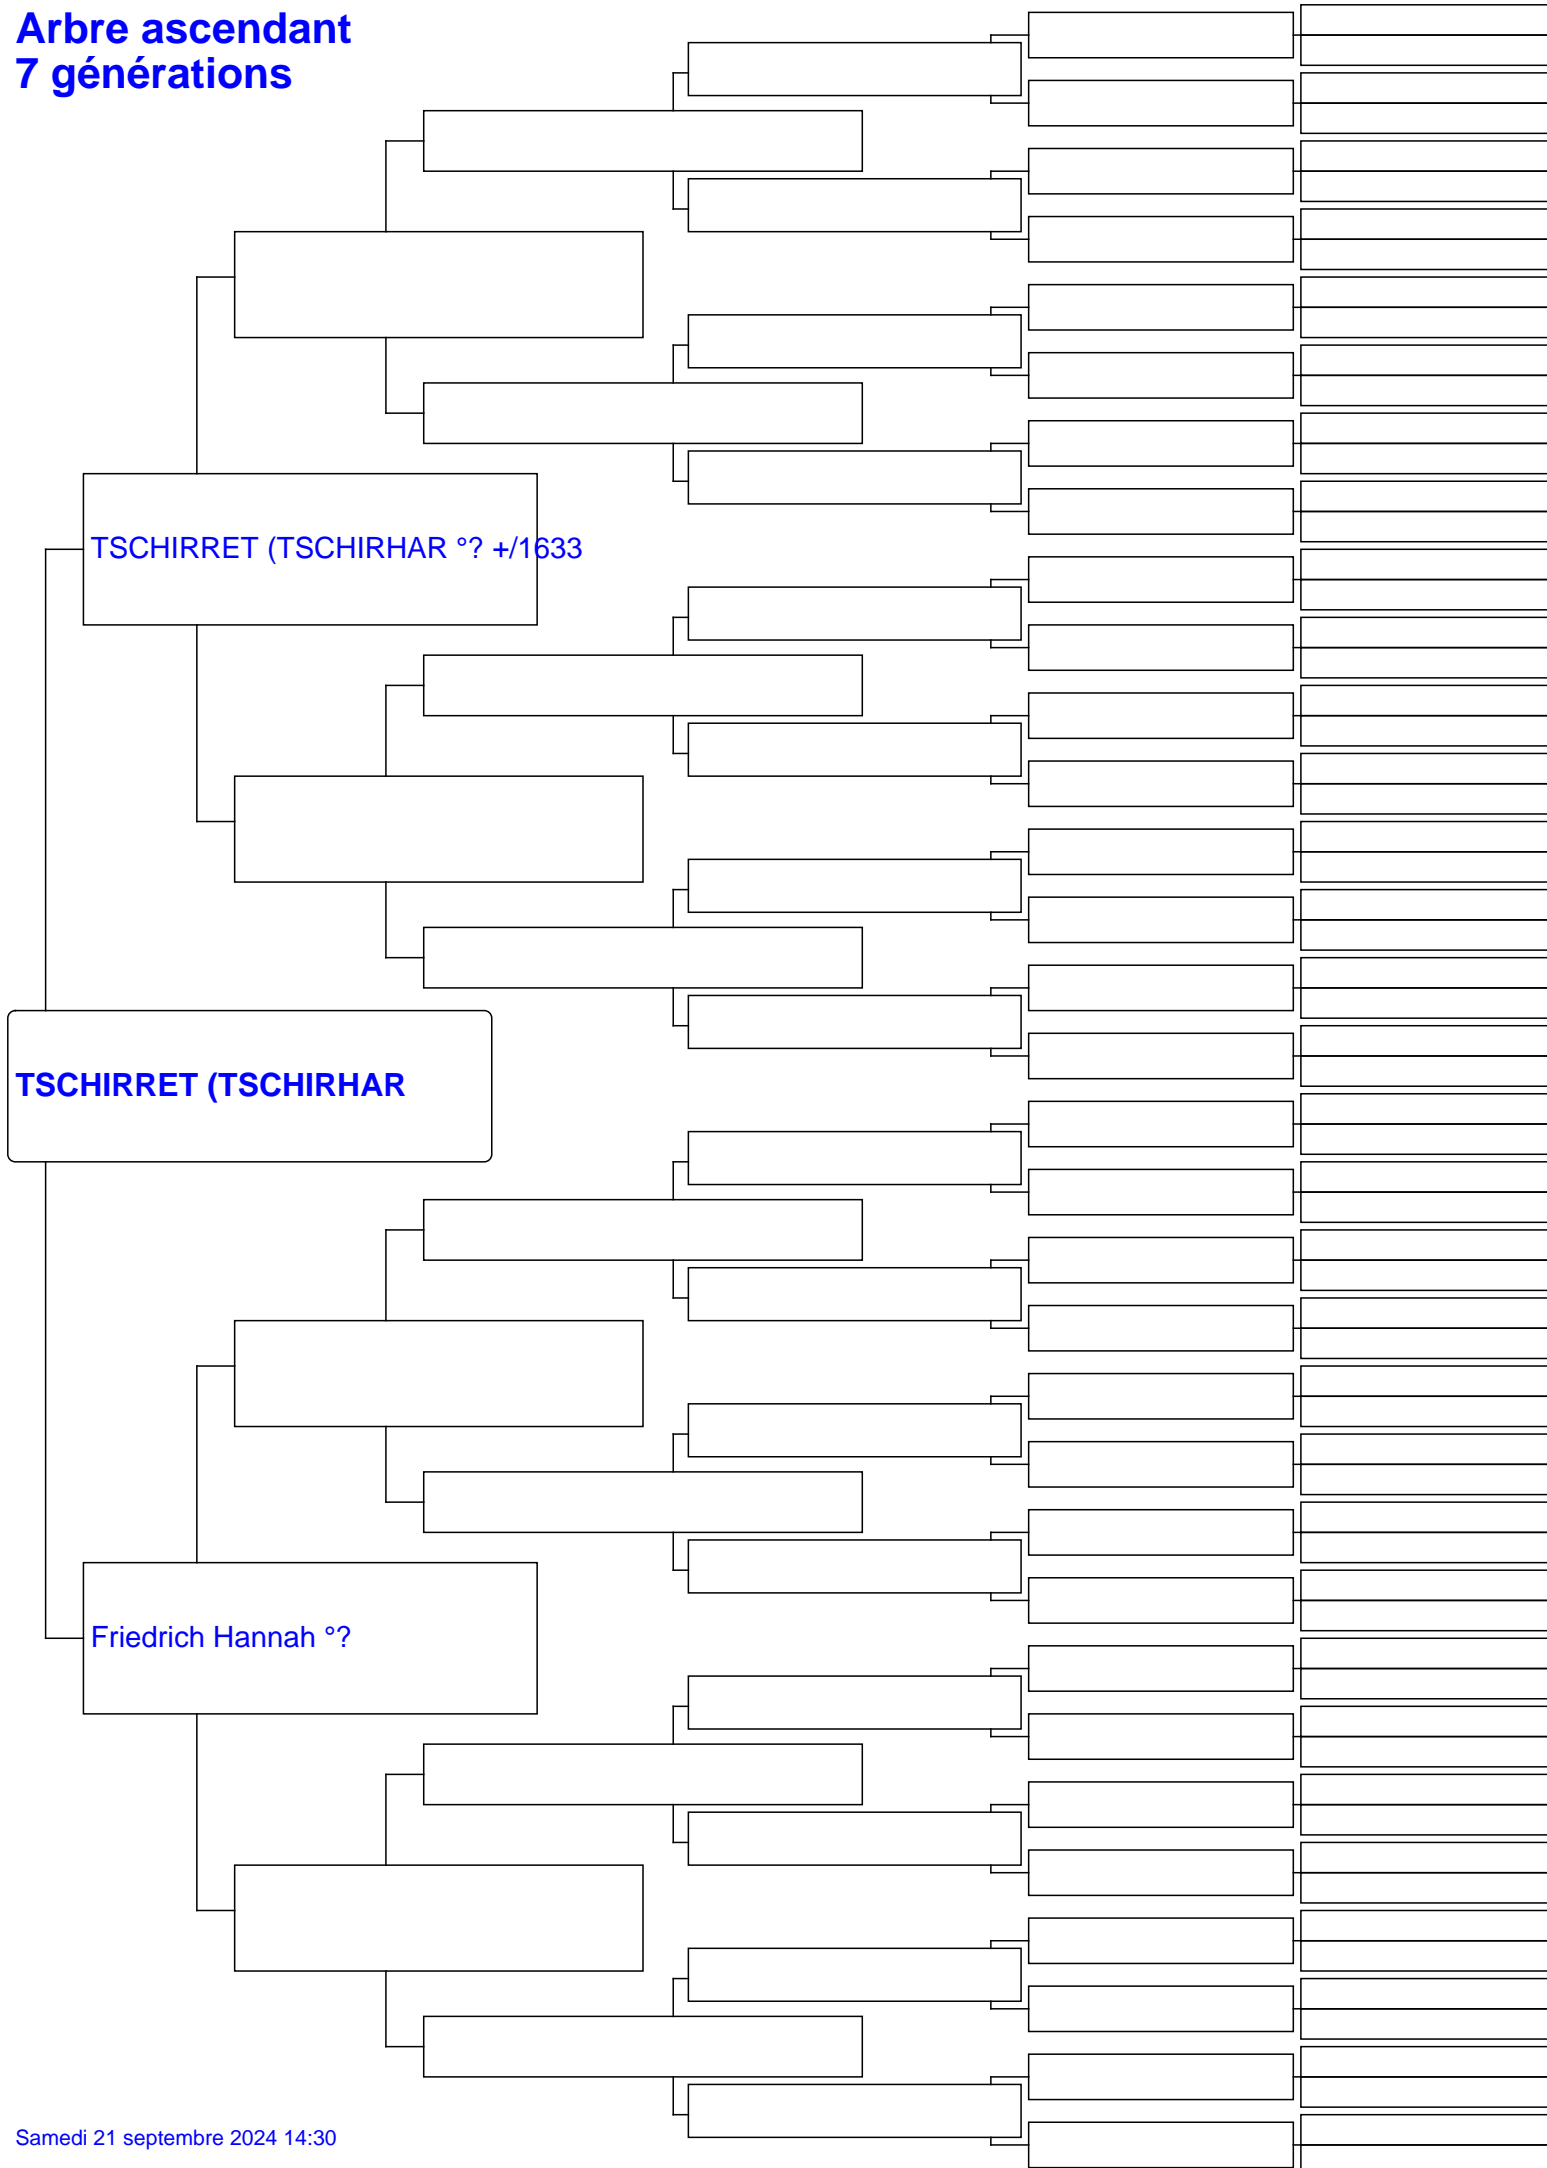 Arbre ascendant
7 générations
TSCHIRRET (TSCHIRHAR °? +/1633
TSCHIRRET (TSCHIRHAR
Friedrich Hannah °?
Samedi 21 septembre 2024 14:30